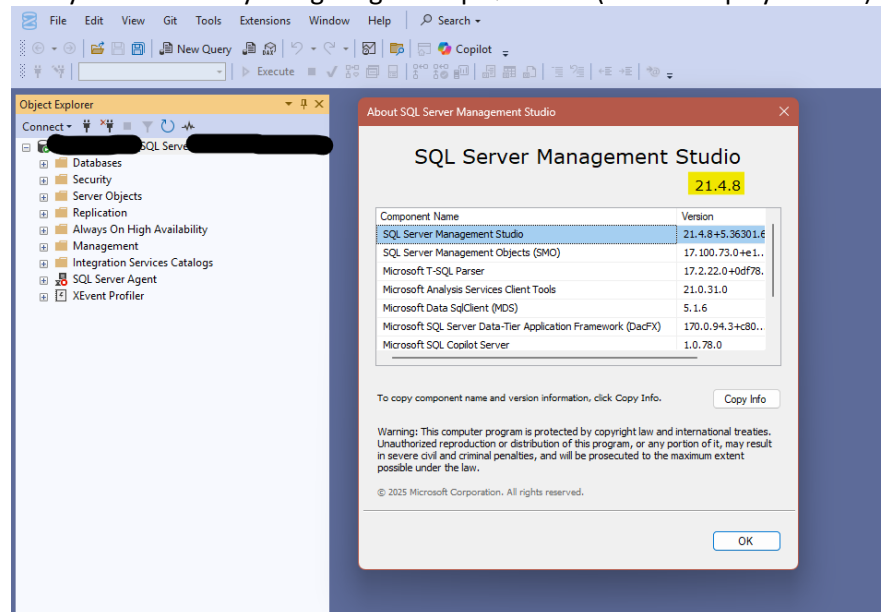 File Edit View Git Tools Extensions Window Help Search
New Query Copilot
Execute
Object Explorer
Connect
SQL Serve
Databases
Security
Server Objects
Replication
Always On High Availability
Management
Integration Services Catalogs
SQL Server Agent
XEvent Profiler
About SQL Server Management Studio
SQL Server Management Studio
21.4.8
Component Name Version
SQL Server Management Studio 21.4.8+5.36301.6
SQL Server Management Objects (SMO) 17.100.73.0+e1..
Microsoft T-SQL Parser 17.2.22.0+0df78.
Microsoft Analysis Services Client Tools 21.0.31.0
Microsoft Data SqlClient (MDS) 5.1.6
Microsoft SQL Server Data-Tier Application Framework (DacFX) 170.0.94.3+c80..
Microsoft SQL Copilot Server 1.0.78.0
To copy component name and version information, click Copy Info. Copy Info
Warning: This computer program is protected by copyright law and international treaties.
Unauthorized reproduction or distribution of this program, or any portion of it, may result
in severe civil and criminal penalties, and will be prosecuted to the maximum extent
possible under the law.
© 2025 Microsoft Corporation. All rights reserved.
OK